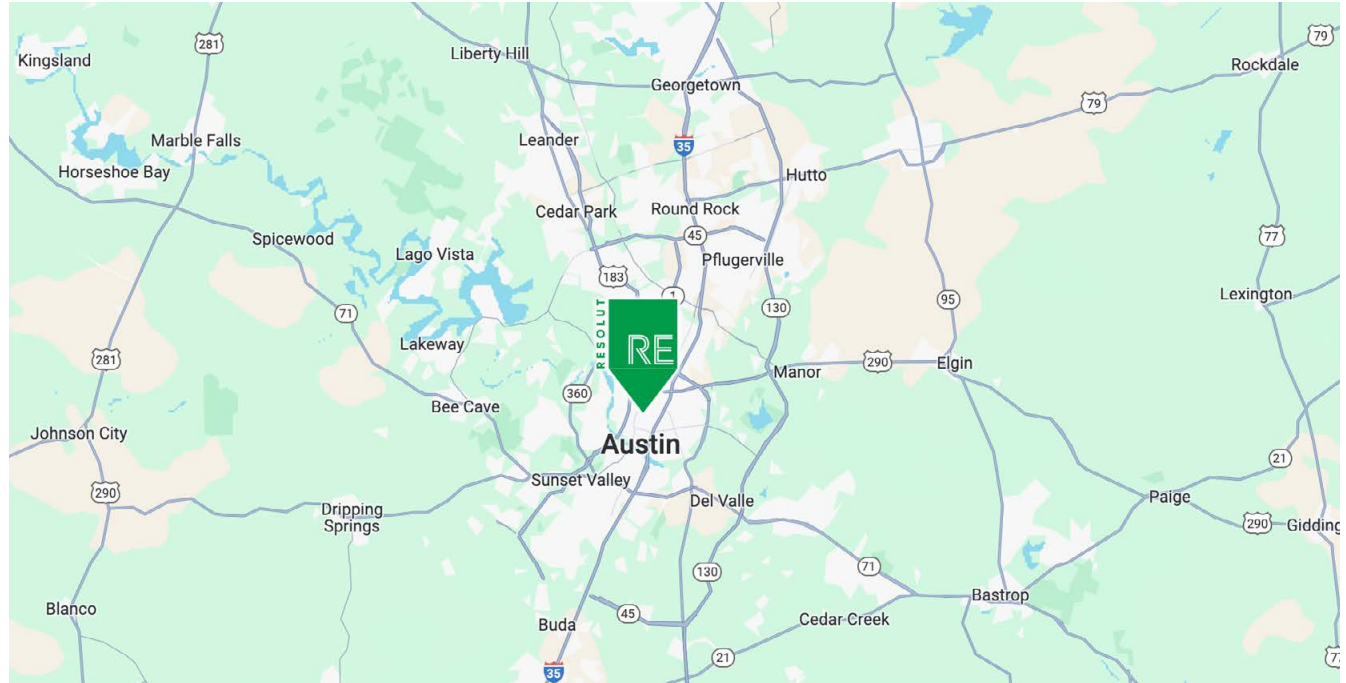 Kingsland
281
Liberty Hill
79
Rockdale
Georgetown
79
Marble Falls
Leander
35
Horseshoe Bay
Hutto
Cedar Park
Round Rock
Spicewood
45
77
Lago Vista
Pflugerville
183
1
95
Lexington
71
130
RESOLUT
RE
Lakeway
281
290
Elgin
Manor
360
Bee Cave
Johnson City
Austin
21
Sunset Valley
290
Del Valle
Paige
Dripping
Springs
290
Gidding
71
130
Bastrop
Blanco
45
Cedar Creek
Buda
21
77
35